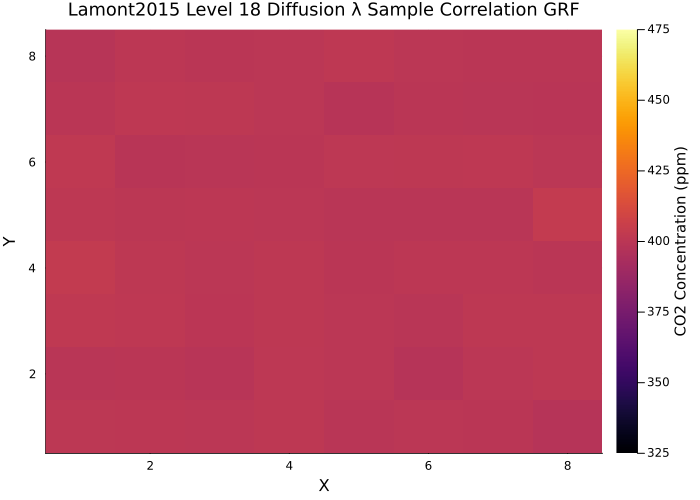 Lamont2015 Level 18 Diffusion λ Sample Correlation GRF
8
6
4
2
Y
2 4 6 8
X
475
450
425
400
375
350
325
CO2 Concentration (ppm)